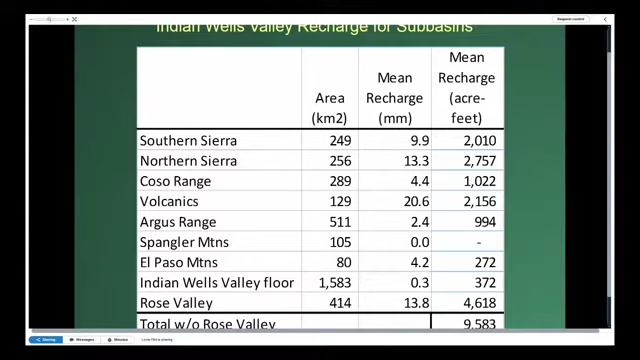 Request control
Indian Wells Valley Recharge for Subbasins
Area (km2) Mean Recharge (mm) Mean Recharge (acre-feet)
Southern Sierra 249 9.9 2,010
Northern Sierra 256 13.3 2,757
Coso Range 289 4.4 1,022
Volcanics 129 20.6 2,156
Argus Range 511 2.4 994
Spangler Mtns 105 0.0 -
El Paso Mtns 80 4.2 272
Indian Wells Valley floor 1,583 0.3 372
Rose Valley 414 13.8 4,618
Total w/o Rose Valley 9,583
Sharing Messages